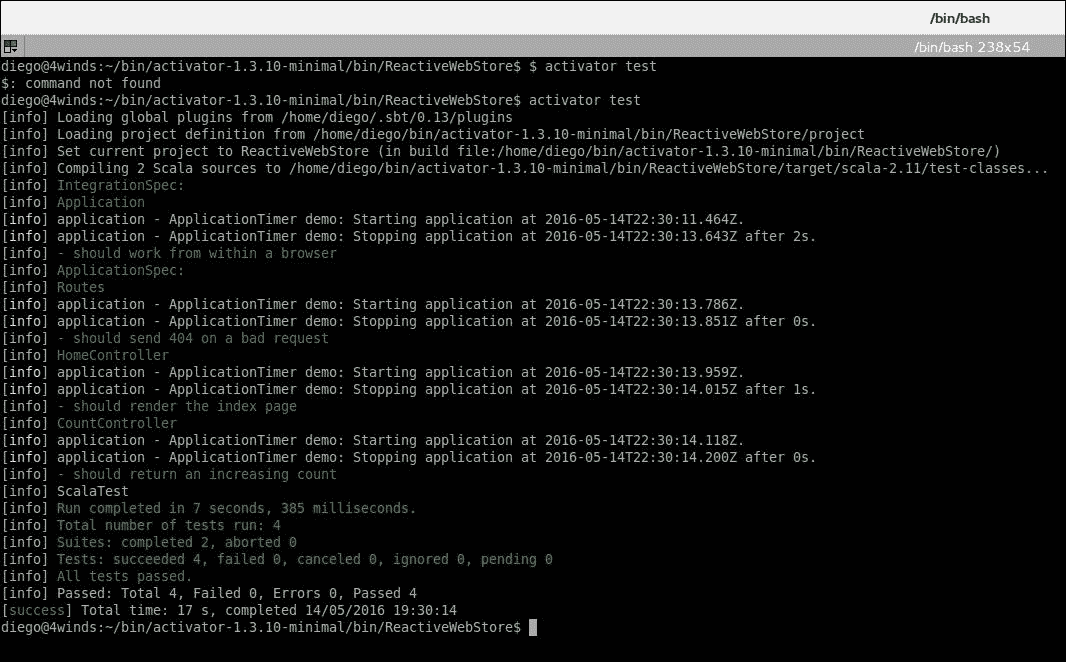 /bin/bash
/bin/bash 238x54
diego@4winds:~/bin/activator-1.3.10-minimal/bin/ReactiveWebStore$ $ activator test
$: command not found
diego@4winds:~/bin/activator-1.3.10-minimal/bin/ReactiveWebStore$ activator test
[info] Loading global plugins from /home/diego/.sbt/0.13/plugins
[info] Loading project definition from /home/diego/bin/activator-1.3.10-minimal/bin/ReactiveWebStore/project
[info] Set current project to ReactiveWebStore (in build file:/home/diego/bin/activator-1.3.10-minimal/bin/ReactiveWebStore/)
[info] Compiling 2 Scala sources to /home/diego/bin/activator-1.3.10-minimal/bin/ReactiveWebStore/target/scala-2.11/test-classes...
[info] IntegrationSpec:
[info] Application
[info] application - ApplicationTimer demo: Starting application at 2016-05-14T22:30:11.464Z.
[info] application - ApplicationTimer demo: Stopping application at 2016-05-14T22:30:13.643Z after 2s.
[info] - should work from within a browser
[info] ApplicationSpec:
[info] Routes
[info] application - ApplicationTimer demo: Starting application at 2016-05-14T22:30:13.786Z.
[info] application - ApplicationTimer demo: Stopping application at 2016-05-14T22:30:13.851Z after 0s.
[info] - should send 404 on a bad request
[info] HomeController
[info] application - ApplicationTimer demo: Starting application at 2016-05-14T22:30:13.959Z.
[info] application - ApplicationTimer demo: Stopping application at 2016-05-14T22:30:14.015Z after 1s.
[info] - should render the index page
[info] CountController
[info] application - ApplicationTimer demo: Starting application at 2016-05-14T22:30:14.118Z.
[info] application - ApplicationTimer demo: Stopping application at 2016-05-14T22:30:14.200Z after 0s.
[info] - should return an increasing count
[info] ScalaTest
[info] Run completed in 7 seconds, 385 milliseconds.
[info] Total number of tests run: 4
[info] Suites: completed 2, aborted 0
[info] Tests: succeeded 4, failed 0, canceled 0, ignored 0, pending 0
[info] All tests passed.
[info] Passed: Total 4, Failed 0, Errors 0, Passed 4
[success] Total time: 17 s, completed 14/05/2016 19:30:14
diego@4winds:~/bin/activator-1.3.10-minimal/bin/ReactiveWebStore$